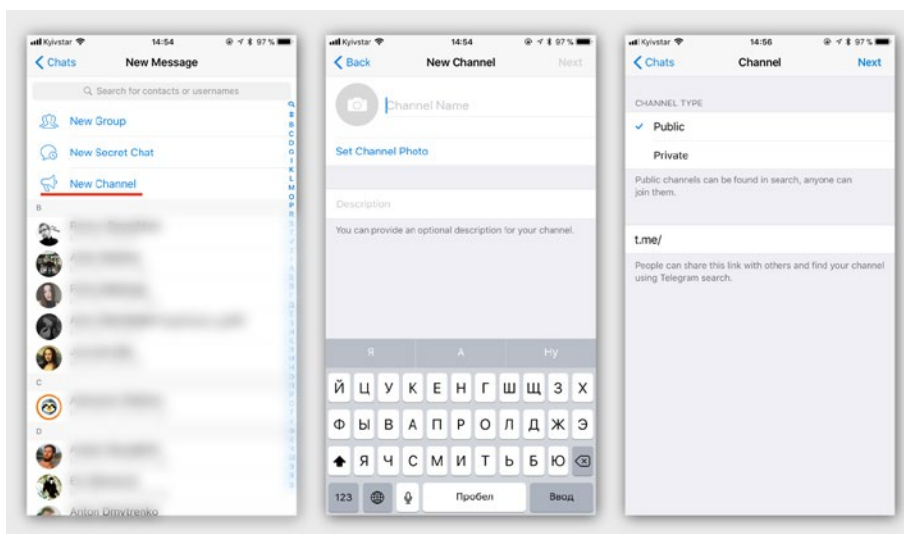 Kyivstar 14:54 97 %
Chats New Message
Search for contacts or usernames
New Group
New Secret Chat
New Channel
B
C
D
Anton Dmytrenko
Kyivstar 14:54 97 %
Back New Channel Next
Channel Name
Set Channel Photo
Description
You can provide an optional description for your channel.
Я А Ну
Й Ц У К Е Н Г Ш Щ З Х
Ф Ы В А П Р О Л Д Ж Э
Я Ч С М И Т Ь Б Ю
123 Пробел Ввод
Kyivstar 14:56 97 %
Chats Channel Next
CHANNEL TYPE
Public
Private
Public channels can be found in search, anyone can
join them.
t.me/
People can share this link with others and find your channel
using Telegram search.